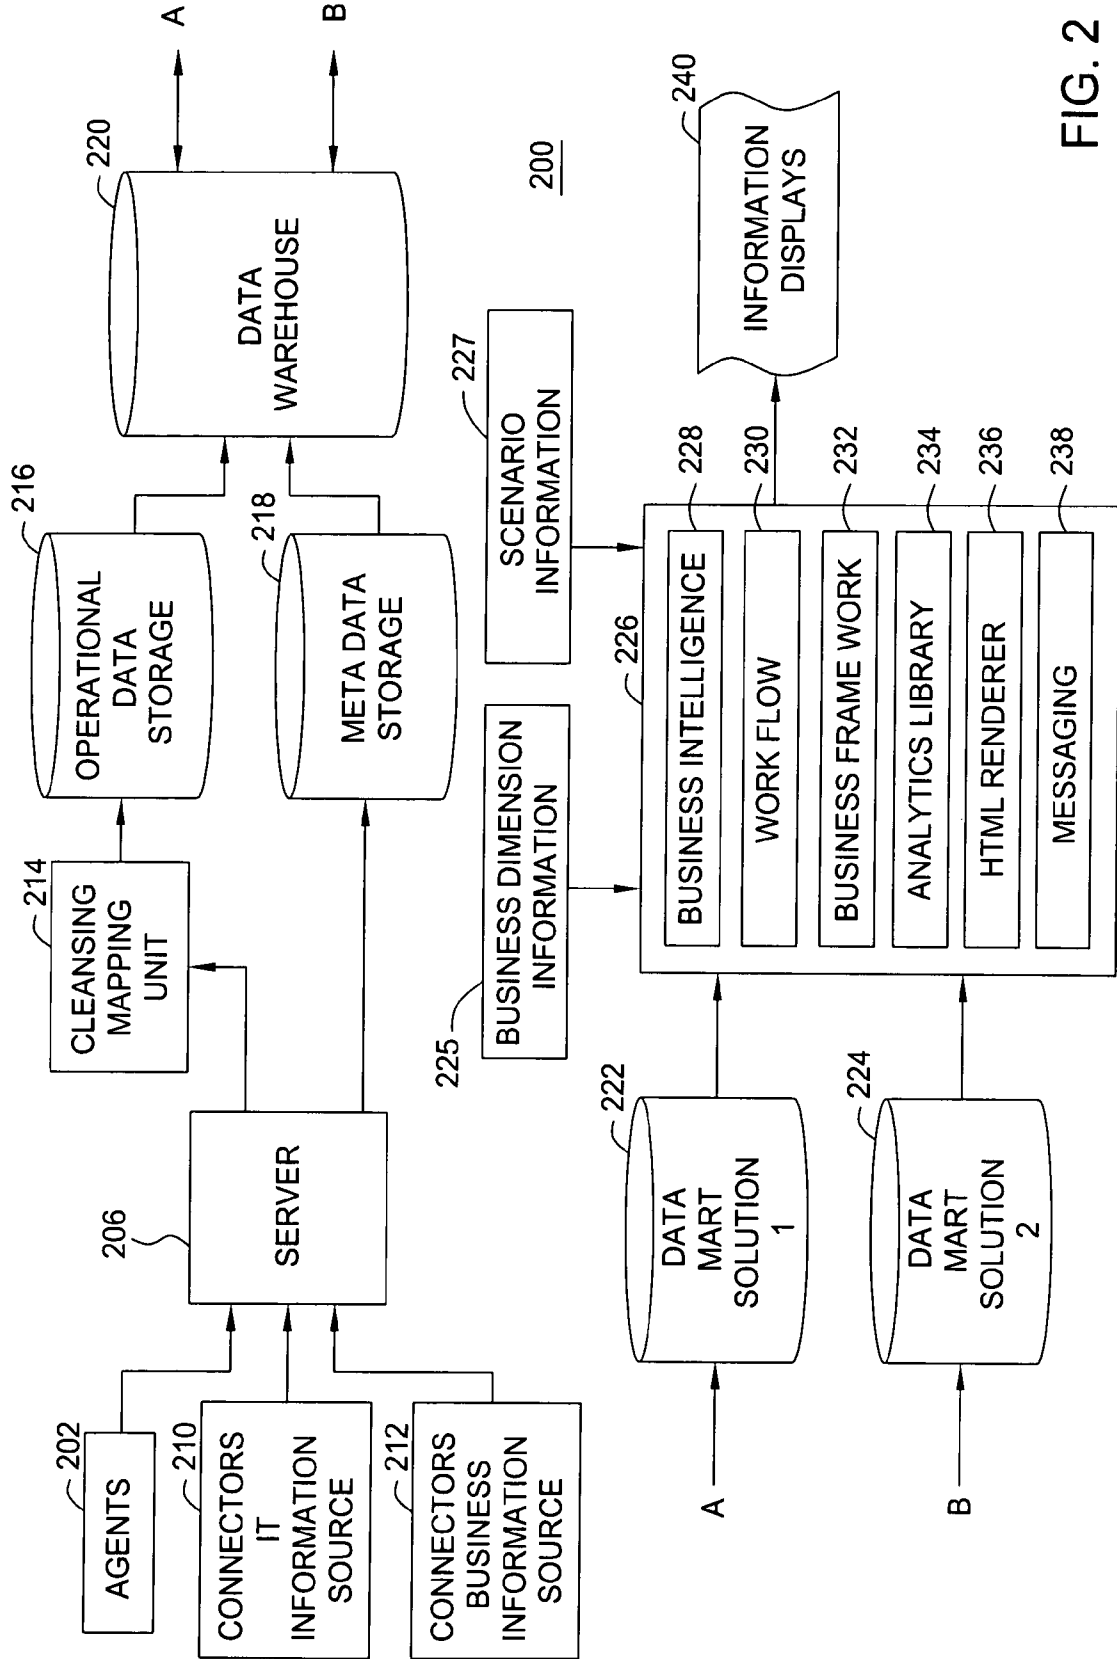 202
AGENTS
210
CONNECTORS
IT
INFORMATION
SOURCE
212
CONNECTORS
BUSINESS
INFORMATION
SOURCE
206
SERVER
214
CLEANSING
MAPPING
UNIT
216
OPERATIONAL
DATA
STORAGE
218
META DATA
STORAGE
220
DATA
WAREHOUSE
A
B
200
225
BUSINESS DIMENSION
INFORMATION
227
SCENARIO
INFORMATION
A
222
DATA
MART
SOLUTION
1
B
224
DATA
MART
SOLUTION
2
226
BUSINESS INTELLIGENCE
228
WORK FLOW
230
BUSINESS FRAME WORK
232
ANALYTICS LIBRARY
234
HTML RENDERER
236
MESSAGING
238
240
INFORMATION
DISPLAYS
FIG. 2